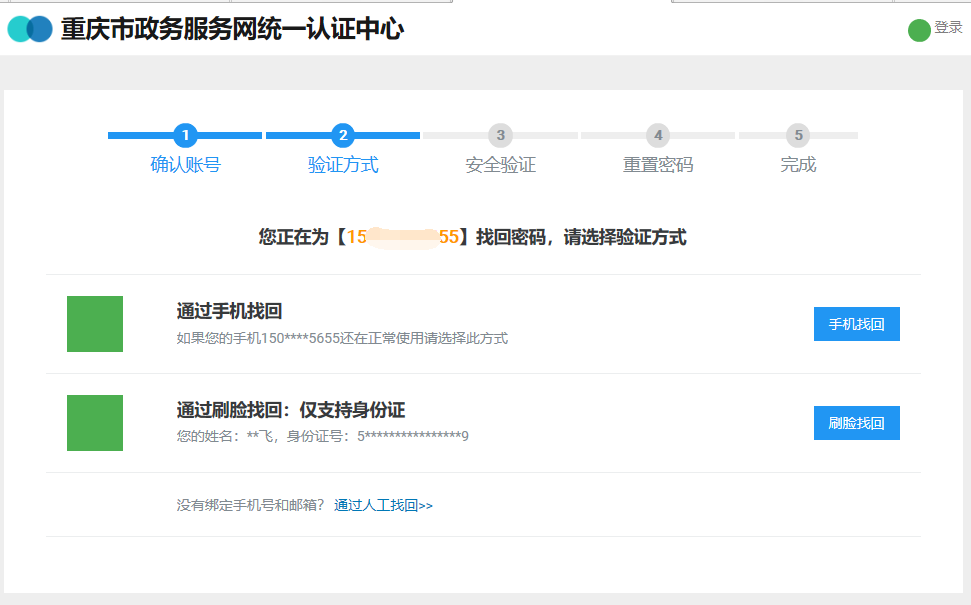 重庆市政务服务网统一认证中心
登录
1 2 3 4 5
确认账号 验证方式 安全验证 重置密码 完成
您正在为【15 55】找回密码，请选择验证方式
通过手机找回
如果您的手机150****5655还在正常使用请选择此方式
手机找回
通过刷脸找回：仅支持身份证
您的姓名：**飞，身份证号：5****************9
刷脸找回
没有绑定手机号和邮箱？ 通过人工找回>>